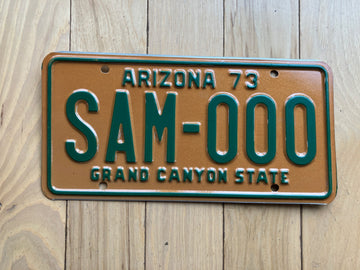 ARIZONA 73
SAM-000
GRAND CANYON STATE